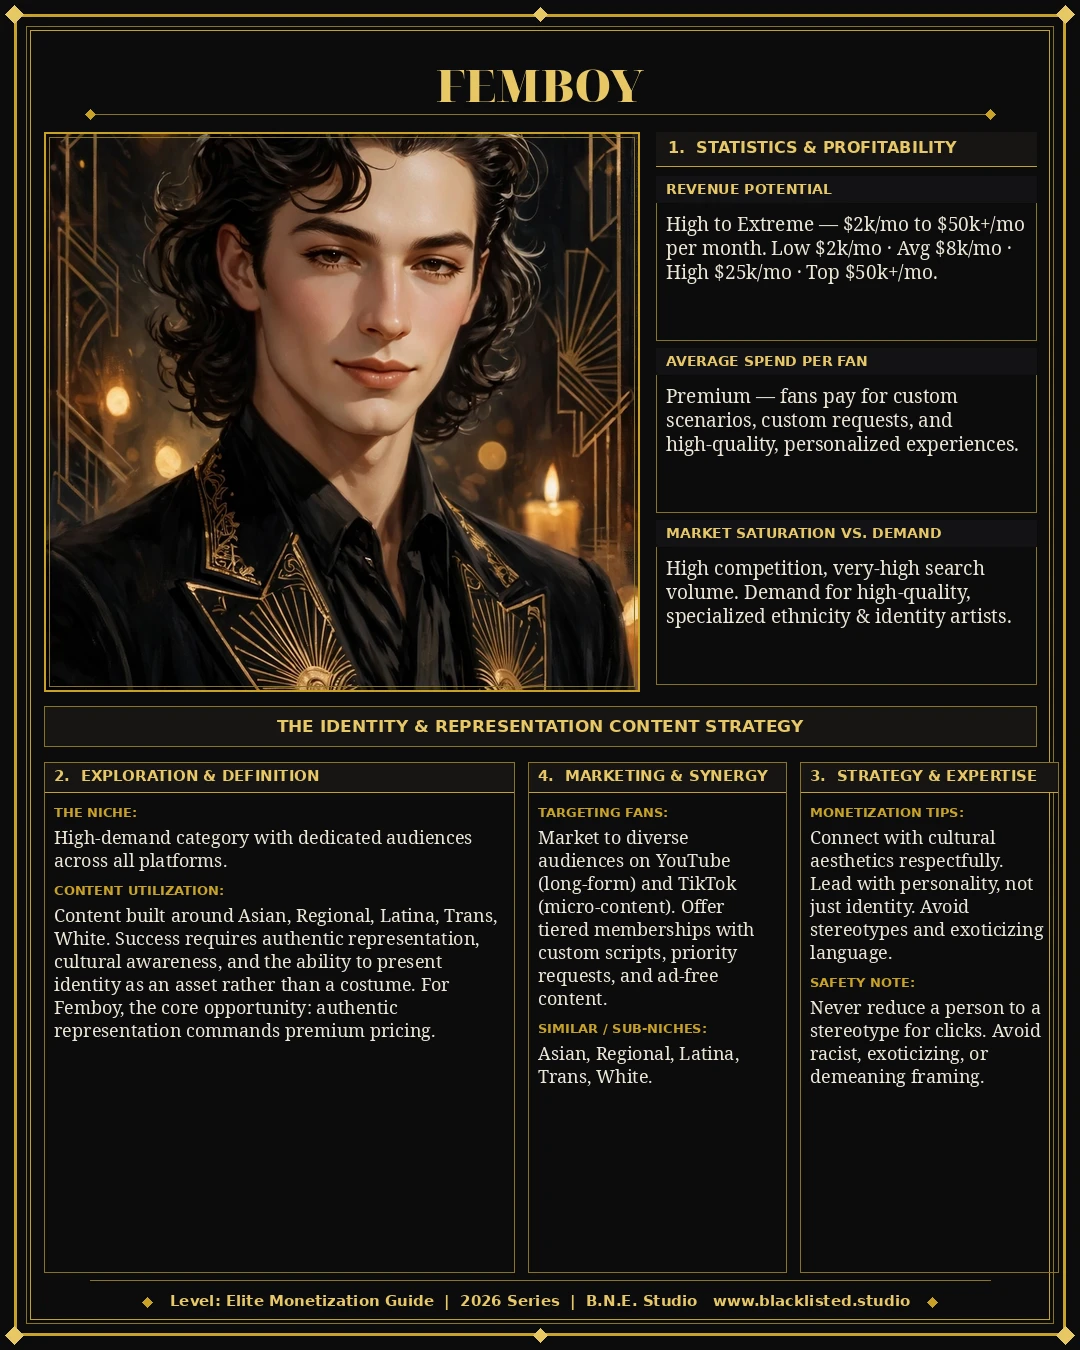 FEMBOY
1. STATISTICS & PROFITABILITY
REVENUE POTENTIAL
High to Extreme — $2k/mo to $50k+/mo
per month. Low $2k/mo · Avg $8k/mo ·
High $25k/mo · Top $50k+/mo.
AVERAGE SPEND PER FAN
Premium — fans pay for custom
scenarios, custom requests, and
high-quality, personalized experiences.
MARKET SATURATION VS. DEMAND
High competition, very-high search
volume. Demand for high-quality,
specialized ethnicity & identity artists.
THE IDENTITY & REPRESENTATION CONTENT STRATEGY
2. EXPLORATION & DEFINITION
THE NICHE:
High-demand category with dedicated audiences
across all platforms.
CONTENT UTILIZATION:
Content built around Asian, Regional, Latina, Trans,
White. Success requires authentic representation,
cultural awareness, and the ability to present
identity as an asset rather than a costume. For
Femboy, the core opportunity: authentic
representation commands premium pricing.
4. MARKETING & SYNERGY
TARGETING FANS:
Market to diverse
audiences on YouTube
(long-form) and TikTok
(micro-content). Offer
tiered memberships with
custom scripts, priority
requests, and ad-free
content.
SIMILAR / SUB-NICHES:
Asian, Regional, Latina,
Trans, White.
3. STRATEGY & EXPERTISE
MONETIZATION TIPS:
Connect with cultural
aesthetics respectfully.
Lead with personality, not
just identity. Avoid
stereotypes and exoticizing
language.
SAFETY NOTE:
Never reduce a person to a
stereotype for clicks. Avoid
racist, exoticizing, or
demeaning framing.
Level: Elite Monetization Guide | 2026 Series | B.N.E. Studio www.blacklisted.studio